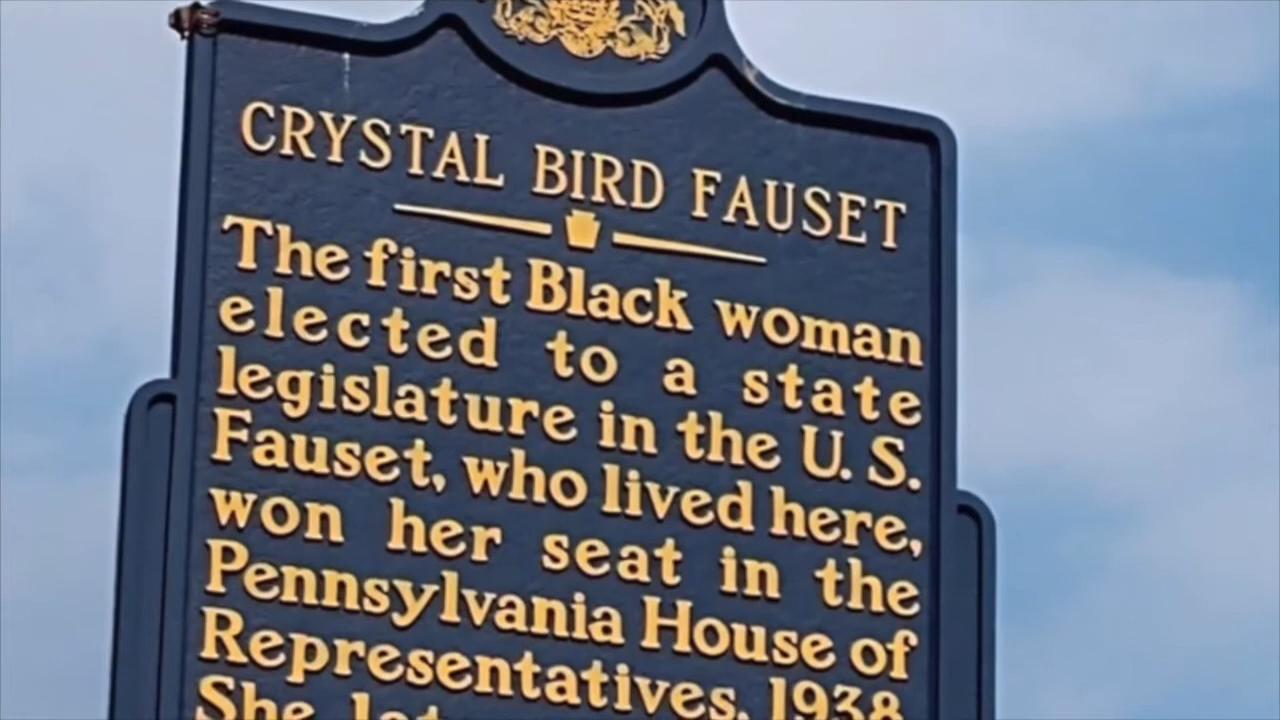 CRYSTAL BIRD FAUSET
The first Black woman
elected to a state
legislature in the U.S.
Fauset, who lived here,
won her seat in the
Pennsylvania House of
Representatives, 1938.
She